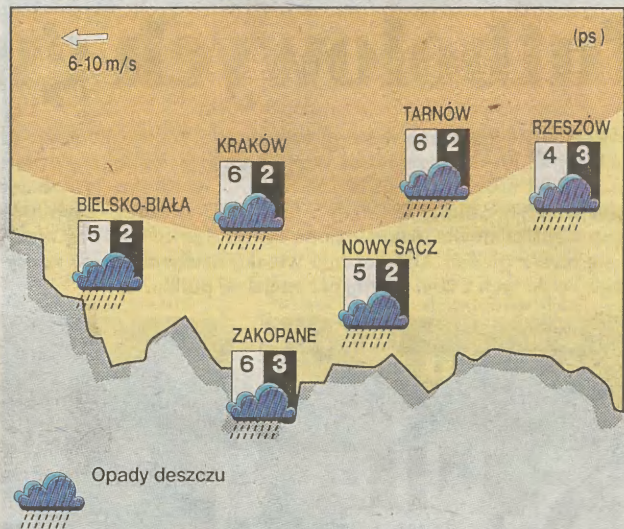 (ps)
6-10 m/s
TARNÓW
6 2
RZESZÓW
4 3
KRAKÓW
6 2
BIELSKO-BIAŁA
5 2
NOWY SĄCZ
5 2
ZAKOPANE
6 3
Opady deszczu